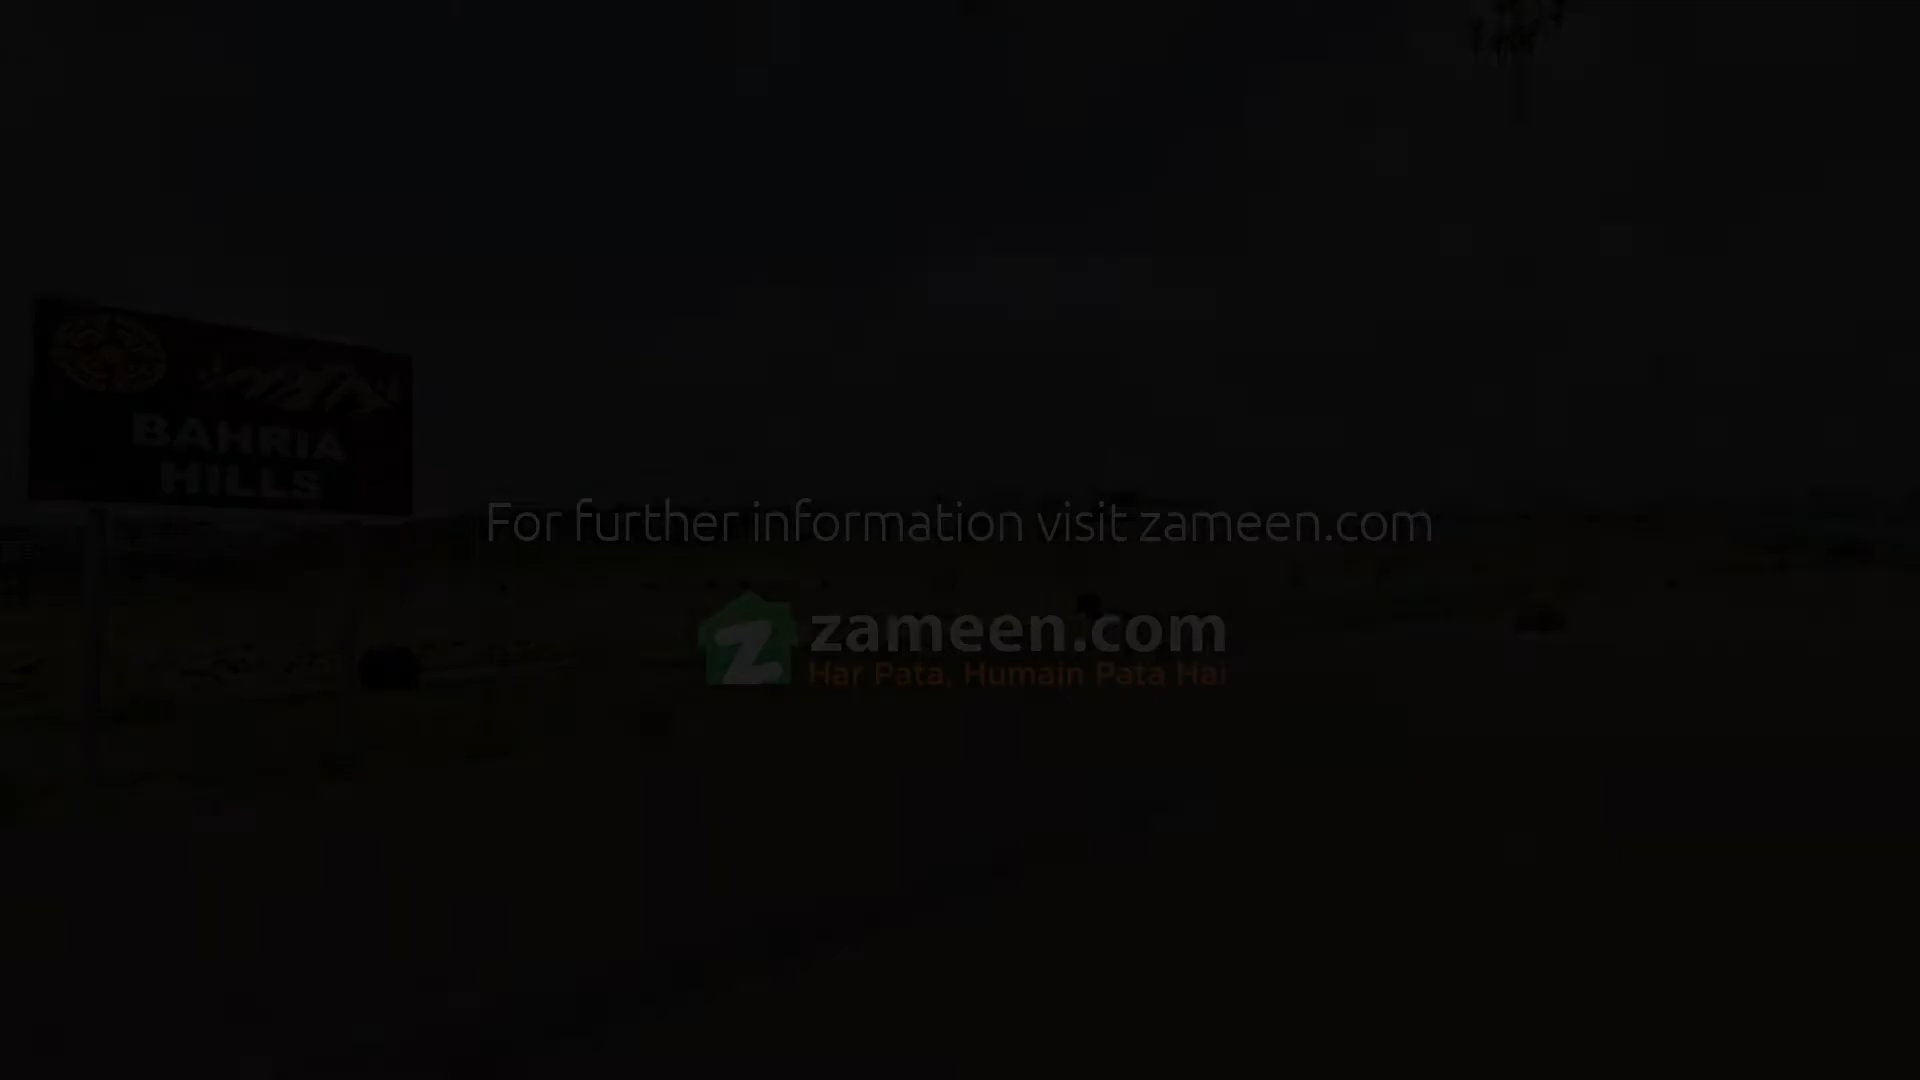 BAHRIA
HILLS
For further information visit zameen.com
zameen.com
Har Pata, Humain Pata Hai